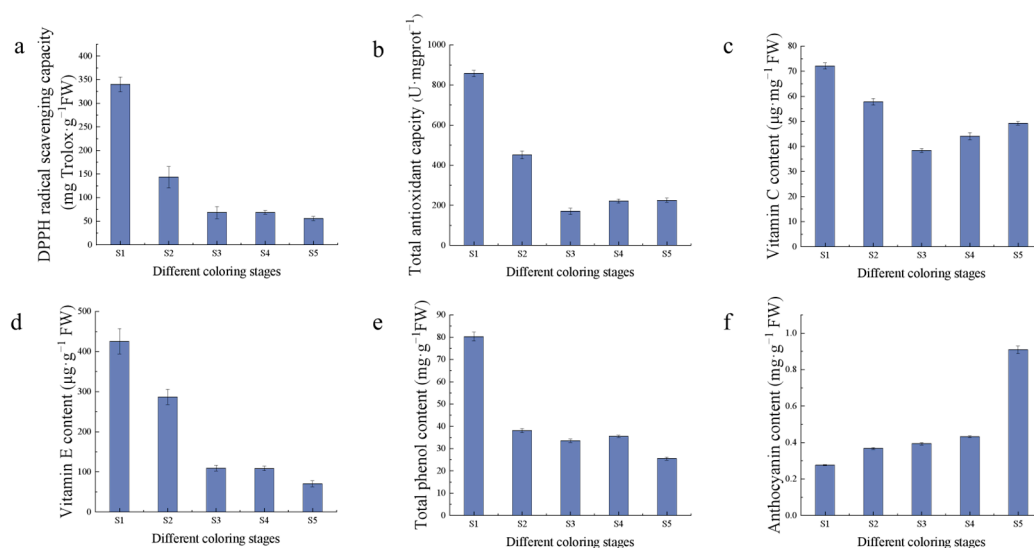 a
DPPH radical scavenging capacity
(mg Trolox·g⁻¹FW)
400
350
300
250
200
150
100
50
0
S1 S2 S3 S4 S5
Different coloring stages
b
Total antioxidant capcity (U·mgprot⁻¹)
1000
800
600
400
200
0
S1 S2 S3 S4 S5
Different coloring stages
c
Vitamin C content (μg·mg⁻¹ FW)
80
70
60
50
40
30
20
10
0
S1 S2 S3 S4 S5
Different coloring stages
d
Vitamin E content (μg·g⁻¹ FW)
500
400
300
200
100
0
S1 S2 S3 S4 S5
Different coloring stages
e
Total phenol content (mg·g⁻¹FW)
90
80
70
60
50
40
30
20
10
0
S1 S2 S3 S4 S5
Different coloring stages
f
Anthocyanin content (mg·g⁻¹ FW)
1.0
0.8
0.6
0.4
0.2
0.0
S1 S2 S3 S4 S5
Different coloring stages